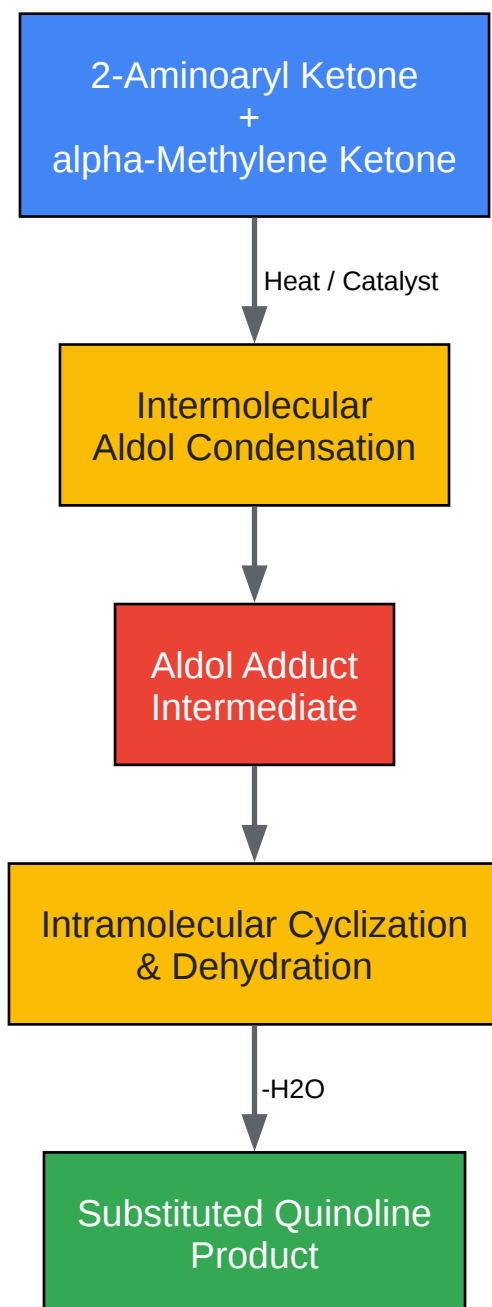 2-Aminoaryl Ketone
+
alpha-Methylene Ketone
Heat / Catalyst
Intermolecular
Aldol Condensation
Aldol Adduct
Intermediate
Intramolecular Cyclization
& Dehydration
-H2O
Substituted Quinoline
Product